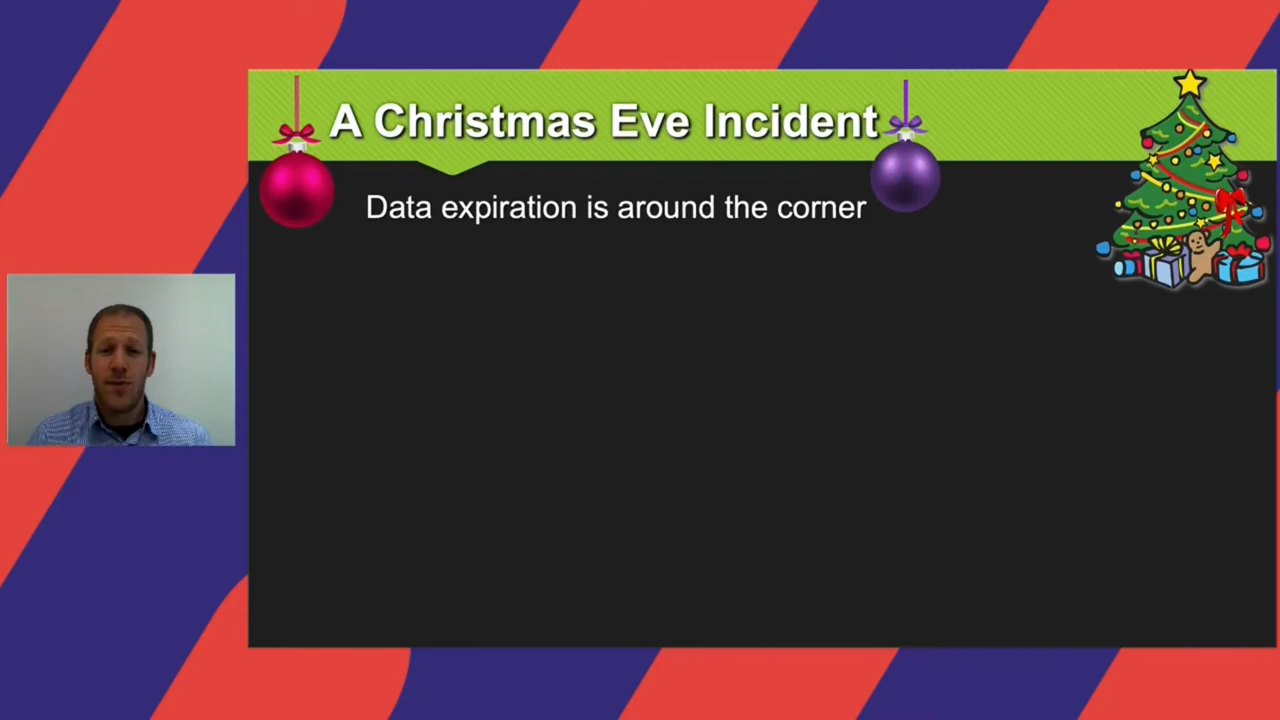 A Christmas Eve Incident
Data expiration is around the corner